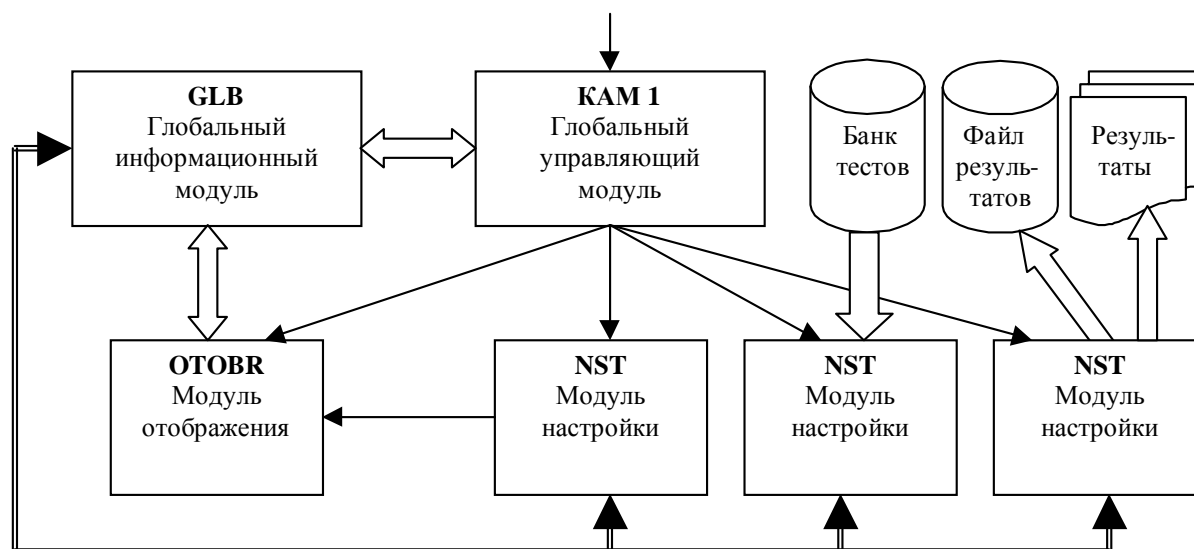 GLB
Глобальный
информационный
модуль
КАМ 1
Глобальный
управляющий
модуль
Банк
тестов
Файл
резуль-
татов
Резуль-
таты
OTOBR
Модуль
отображения
NST
Модуль
настройки
NST
Модуль
настройки
NST
Модуль
настройки